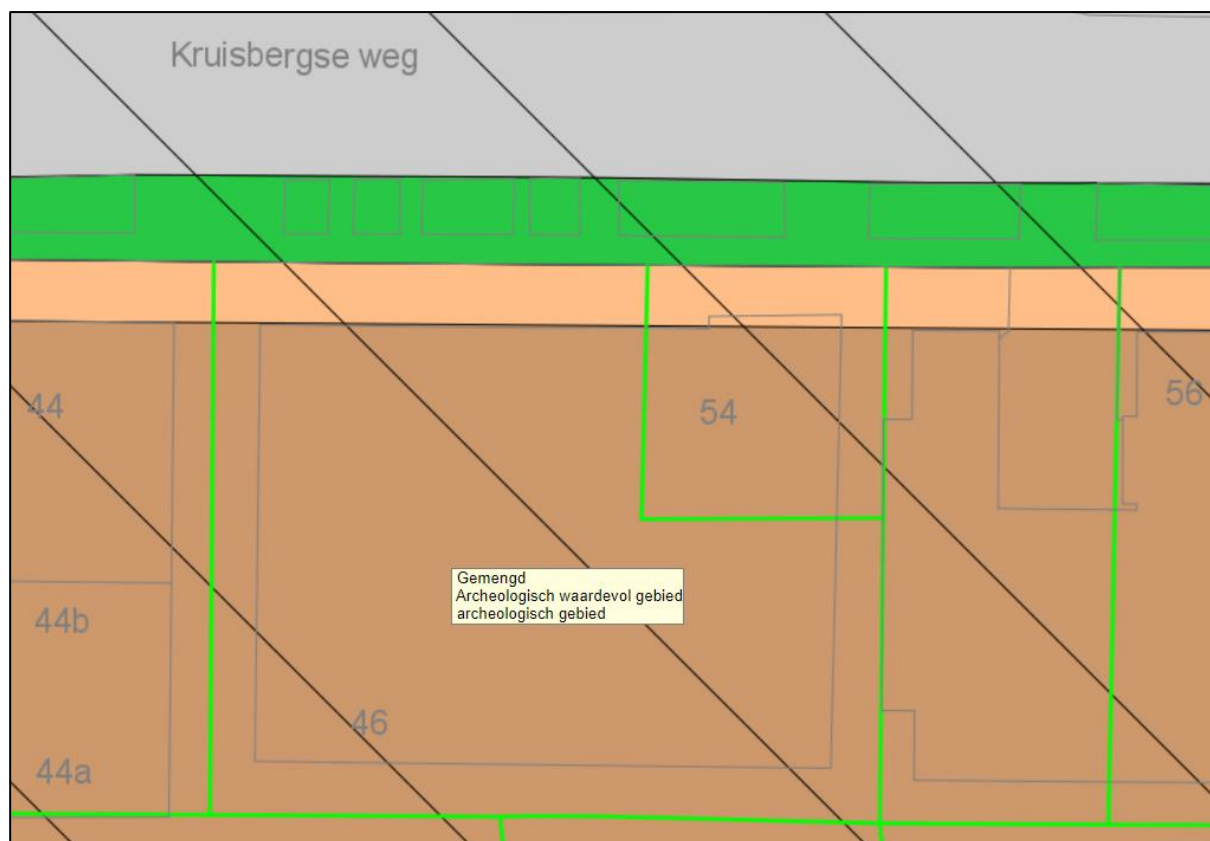 Kruisbergse weg
44
54
56
Gemengd
Archeologisch waardevol gebied
archeologisch gebied
44b
46
44a